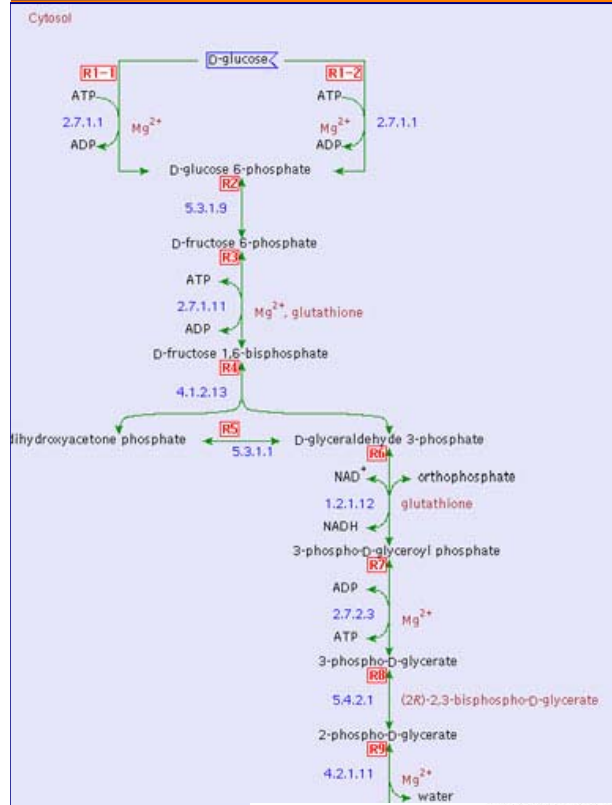 Cytosol
D-glucose
R1-1
R1-2
ATP
ATP
2.7.1.1
Mg2+
Mg2+
2.7.1.1
ADP
ADP
D-glucose 6-phosphate
R2
5.3.1.9
D-fructose 6-phosphate
R3
ATP
2.7.1.11
Mg2+, glutathione
ADP
D-fructose 1,6-bisphosphate
R4
4.1.2.13
dihydroxyacetone phosphate
R5
D-glyceraldehyde 3-phosphate
5.3.1.1
R6
NAD+
orthophosphate
1.2.1.12
glutathione
NADH
3-phospho-D-glyceroyl phosphate
R7
ADP
2.7.2.3
Mg2+
ATP
3-phospho-D-glycerate
R8
5.4.2.1
(2R)-2,3-bisphospho-D-glycerate
2-phospho-D-glycerate
R9
4.2.1.11
Mg2+
water